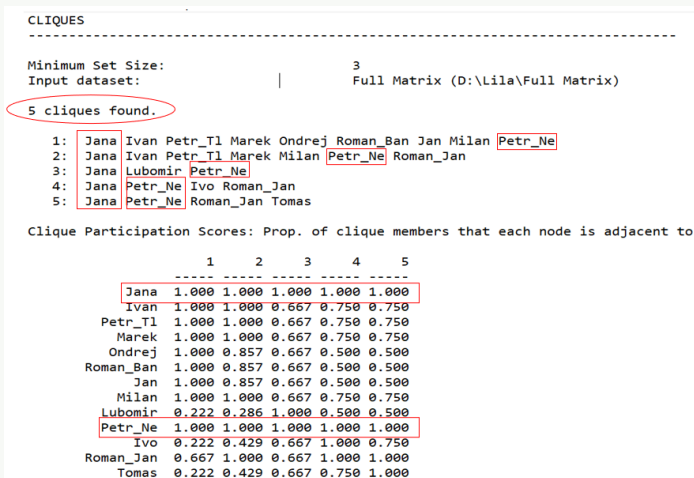 CLIQUES
--------------------------------------------------------------------------------
Minimum Set Size: 3
Input dataset: Full Matrix (D:\Lila\Full Matrix)
5 cliques found.
1: Jana Ivan Petr_Tl Marek Ondrej Roman_Ban Jan Milan Petr_Ne
2: Jana Ivan Petr_Tl Marek Milan Petr_Ne Roman_Jan
3: Jana Lubomir Petr_Ne
4: Jana Petr_Ne Ivo Roman_Jan
5: Jana Petr_Ne Roman_Jan Tomas
Clique Participation Scores: Prop. of clique members that each node is adjacent to
1 2 3 4 5
----- ----- ----- ----- -----
Jana 1.000 1.000 1.000 1.000 1.000
Ivan 1.000 1.000 0.667 0.750 0.750
Petr_Tl 1.000 1.000 0.667 0.750 0.750
Marek 1.000 1.000 0.667 0.750 0.750
Ondrej 1.000 0.857 0.667 0.500 0.500
Roman_Ban 1.000 0.857 0.667 0.500 0.500
Jan 1.000 0.857 0.667 0.500 0.500
Milan 1.000 1.000 0.667 0.750 0.750
Lubomir 0.222 0.286 1.000 0.500 0.500
Petr_Ne 1.000 1.000 1.000 1.000 1.000
Ivo 0.222 0.429 0.667 1.000 0.750
Roman_Jan 0.667 1.000 0.667 1.000 1.000
Tomas 0.222 0.429 0.667 0.750 1.000